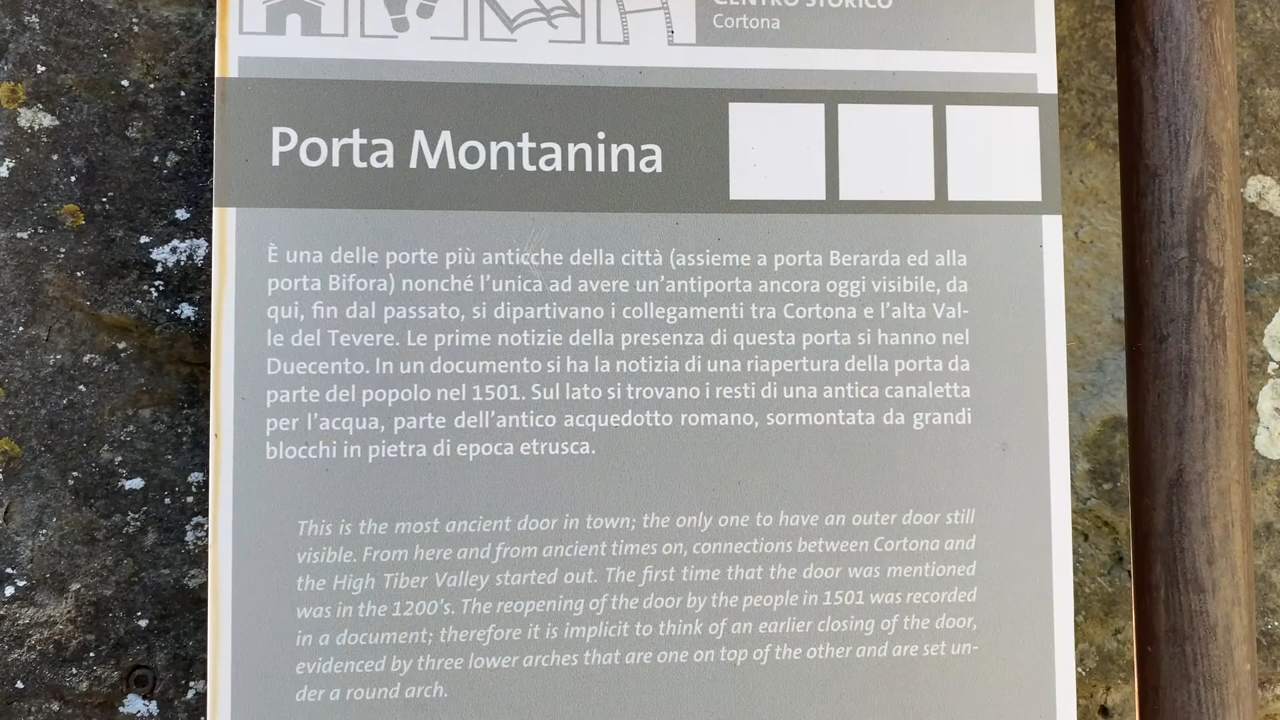 CENTRO STORICO
Cortona
Porta Montanina
È una delle porte più anticche della città (assieme a porta Berarda ed alla
porta Bifora) nonché l'unica ad avere un'antiporta ancora oggi visibile, da
qui, fin dal passato, si dipartivano i collegamenti tra Cortona e l'alta Val-
le del Tevere. Le prime notizie della presenza di questa porta si hanno nel
Duecento. In un documento si ha la notizia di una riapertura della porta da
parte del popolo nel 1501. Sul lato si trovano i resti di una antica canaletta
per l'acqua, parte dell'antico acquedotto romano, sormontata da grandi
blocchi in pietra di epoca etrusca.
This is the most ancient door in town; the only one to have an outer door still
visible. From here and from ancient times on, connections between Cortona and
the High Tiber Valley started out. The first time that the door was mentioned
was in the 1200's. The reopening of the door by the people in 1501 was recorded
in a document; therefore it is implicit to think of an earlier closing of the door,
evidenced by three lower arches that are one on top of the other and are set un-
der a round arch.